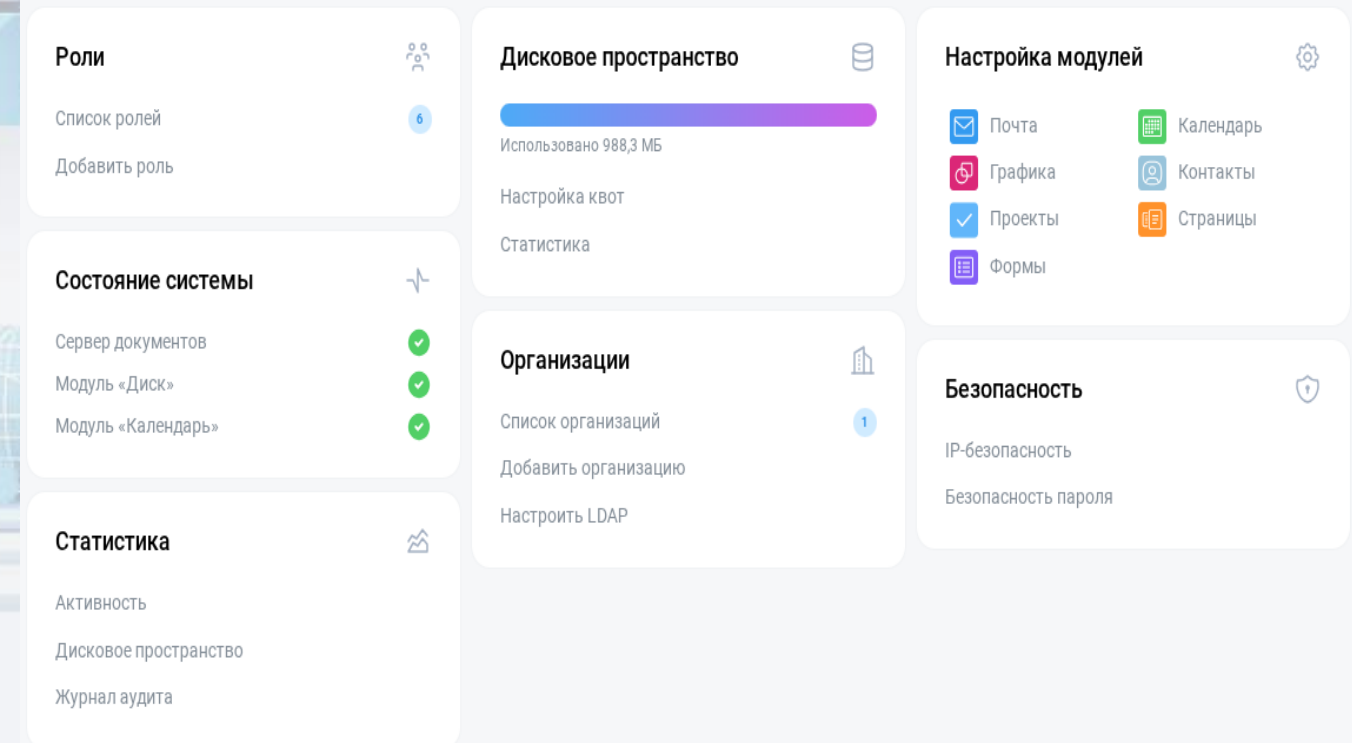 Роли
Список ролей
6
Добавить роль
Состояние системы
Сервер документов
Модуль «Диск»
Модуль «Календарь»
Статистика
Активность
Дисковое пространство
Журнал аудита
Дисковое пространство
Использовано 988,3 МБ
Настройка квот
Статистика
Организации
Список организаций
1
Добавить организацию
Настроить LDAP
Настройка модулей
Почта
Календарь
Графика
Контакты
Проекты
Страницы
Формы
Безопасность
IP-безопасность
Безопасность пароля